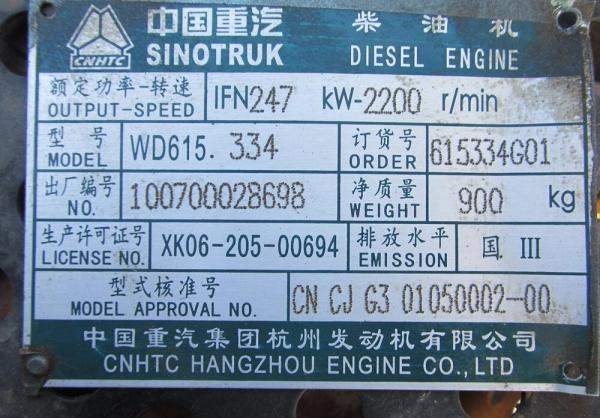 中国重汽 柴油机
CNHTC SINOTRUK DIESEL ENGINE
额定功率-转速
OUTPUT-SPEED IFN247 kW-2200 r/min
型号 订货号
MODEL WD615.334 ORDER 615334G01
出厂编号 净质量
NO. 100700028698 WEIGHT 900 kg
生产许可证号 排放水平
LICENSE NO. XK06-205-00694 EMISSION 国.III
型式核准号
MODEL APPROVAL NO. CN CJ G3 01050002-00
中国重汽集团杭州发动机有限公司
CNHTC HANGZHOU ENGINE CO.,LTD